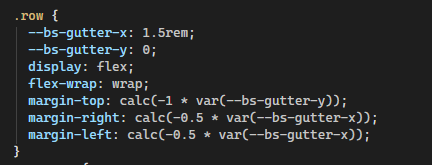 .row {
  --bs-gutter-x: 1.5rem;
  --bs-gutter-y: 0;
  display: flex;
  flex-wrap: wrap;
  margin-top: calc(-1 * var(--bs-gutter-y));
  margin-right: calc(-0.5 * var(--bs-gutter-x));
  margin-left: calc(-0.5 * var(--bs-gutter-x));
}